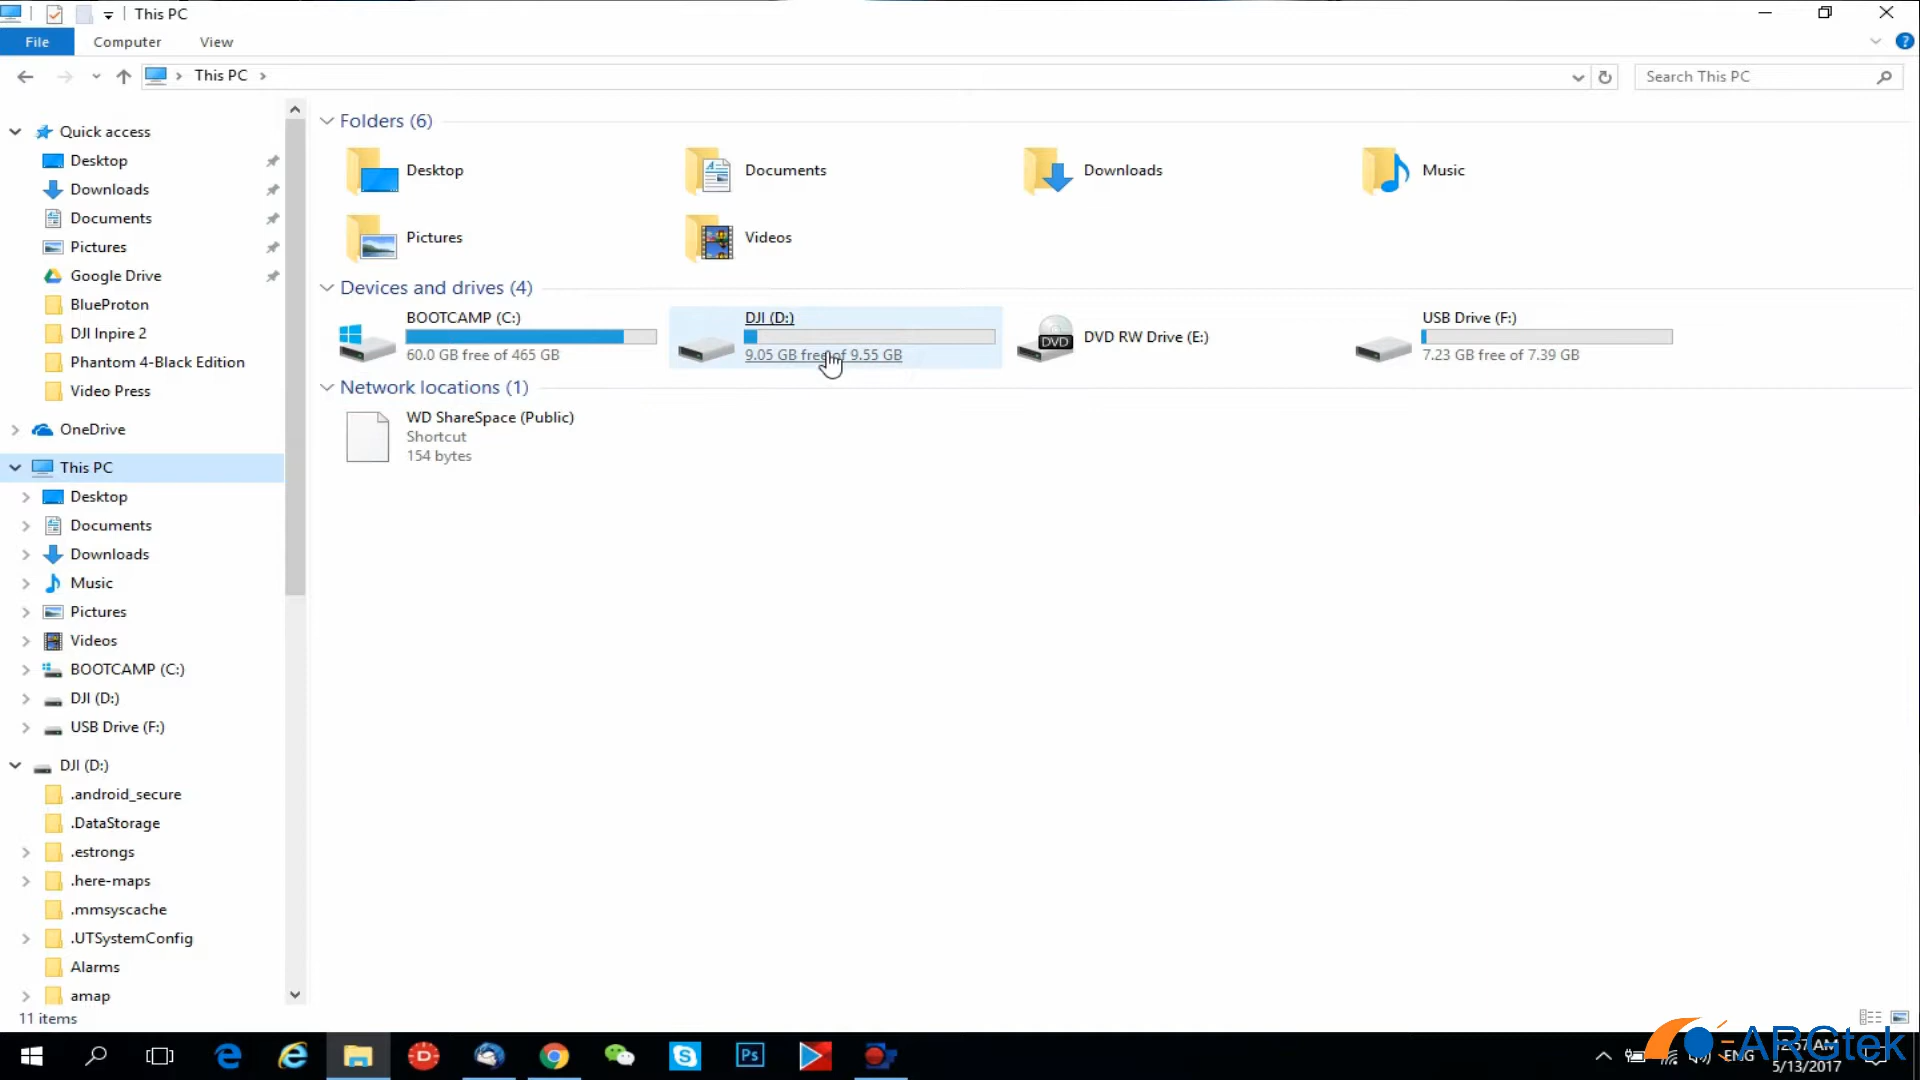 This PC
File
Computer
View
This PC
Search This PC
Quick access
Desktop
Downloads
Documents
Pictures
Google Drive
BlueProton
DJI Inpire 2
Phantom 4-Black Edition
Video Press
OneDrive
This PC
Desktop
Documents
Downloads
Music
Pictures
Videos
BOOTCAMP (C:)
DJI (D:)
USB Drive (F:)
DJI (D:)
.android_secure
.DataStorage
.estrongs
.here-maps
.mmsyscache
.UTSystemConfig
Alarms
amap
11 items
Folders (6)
Desktop
Documents
Downloads
Music
Pictures
Videos
Devices and drives (4)
BOOTCAMP (C:)
60.0 GB free of 465 GB
DJI (D:)
9.05 GB free of 9.55 GB
DVD
DVD RW Drive (E:)
USB Drive (F:)
7.23 GB free of 7.39 GB
Network locations (1)
WD ShareSpace (Public)
Shortcut
154 bytes
Ps
ENG
12:57 AM
5/13/2017
ARGtek